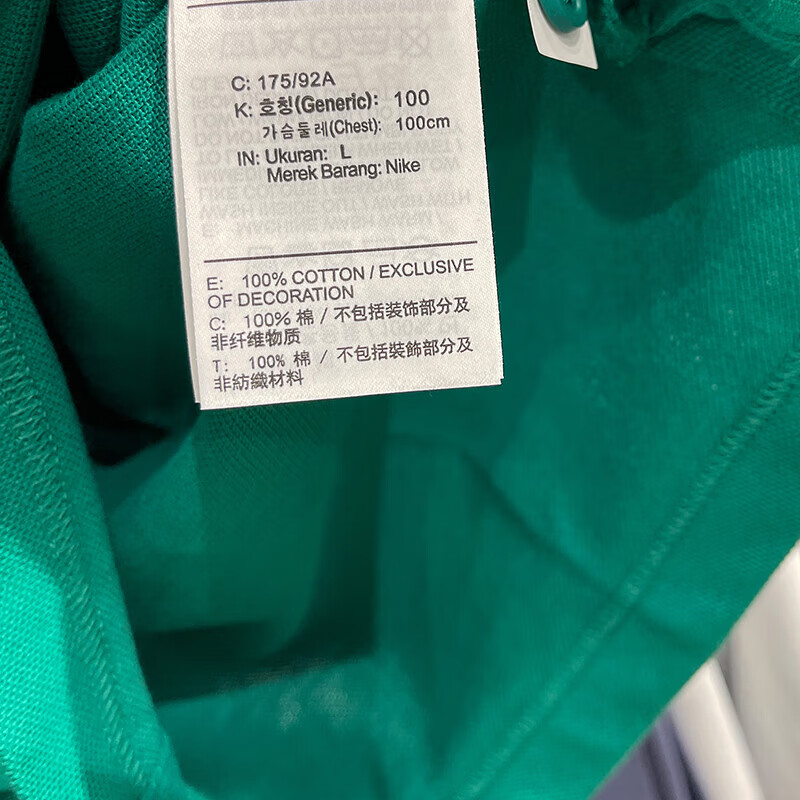 C: 175/92A
K: 호칭(Generic): 100
가슴둘레(Chest): 100cm
IN: Ukuran: L
Merek Barang: Nike
E: 100% COTTON / EXCLUSIVE
OF DECORATION
C: 100% 棉 / 不包括装饰部分及
非纤维物质
T: 100% 棉 / 不包括裝飾部分及
非紡織材料